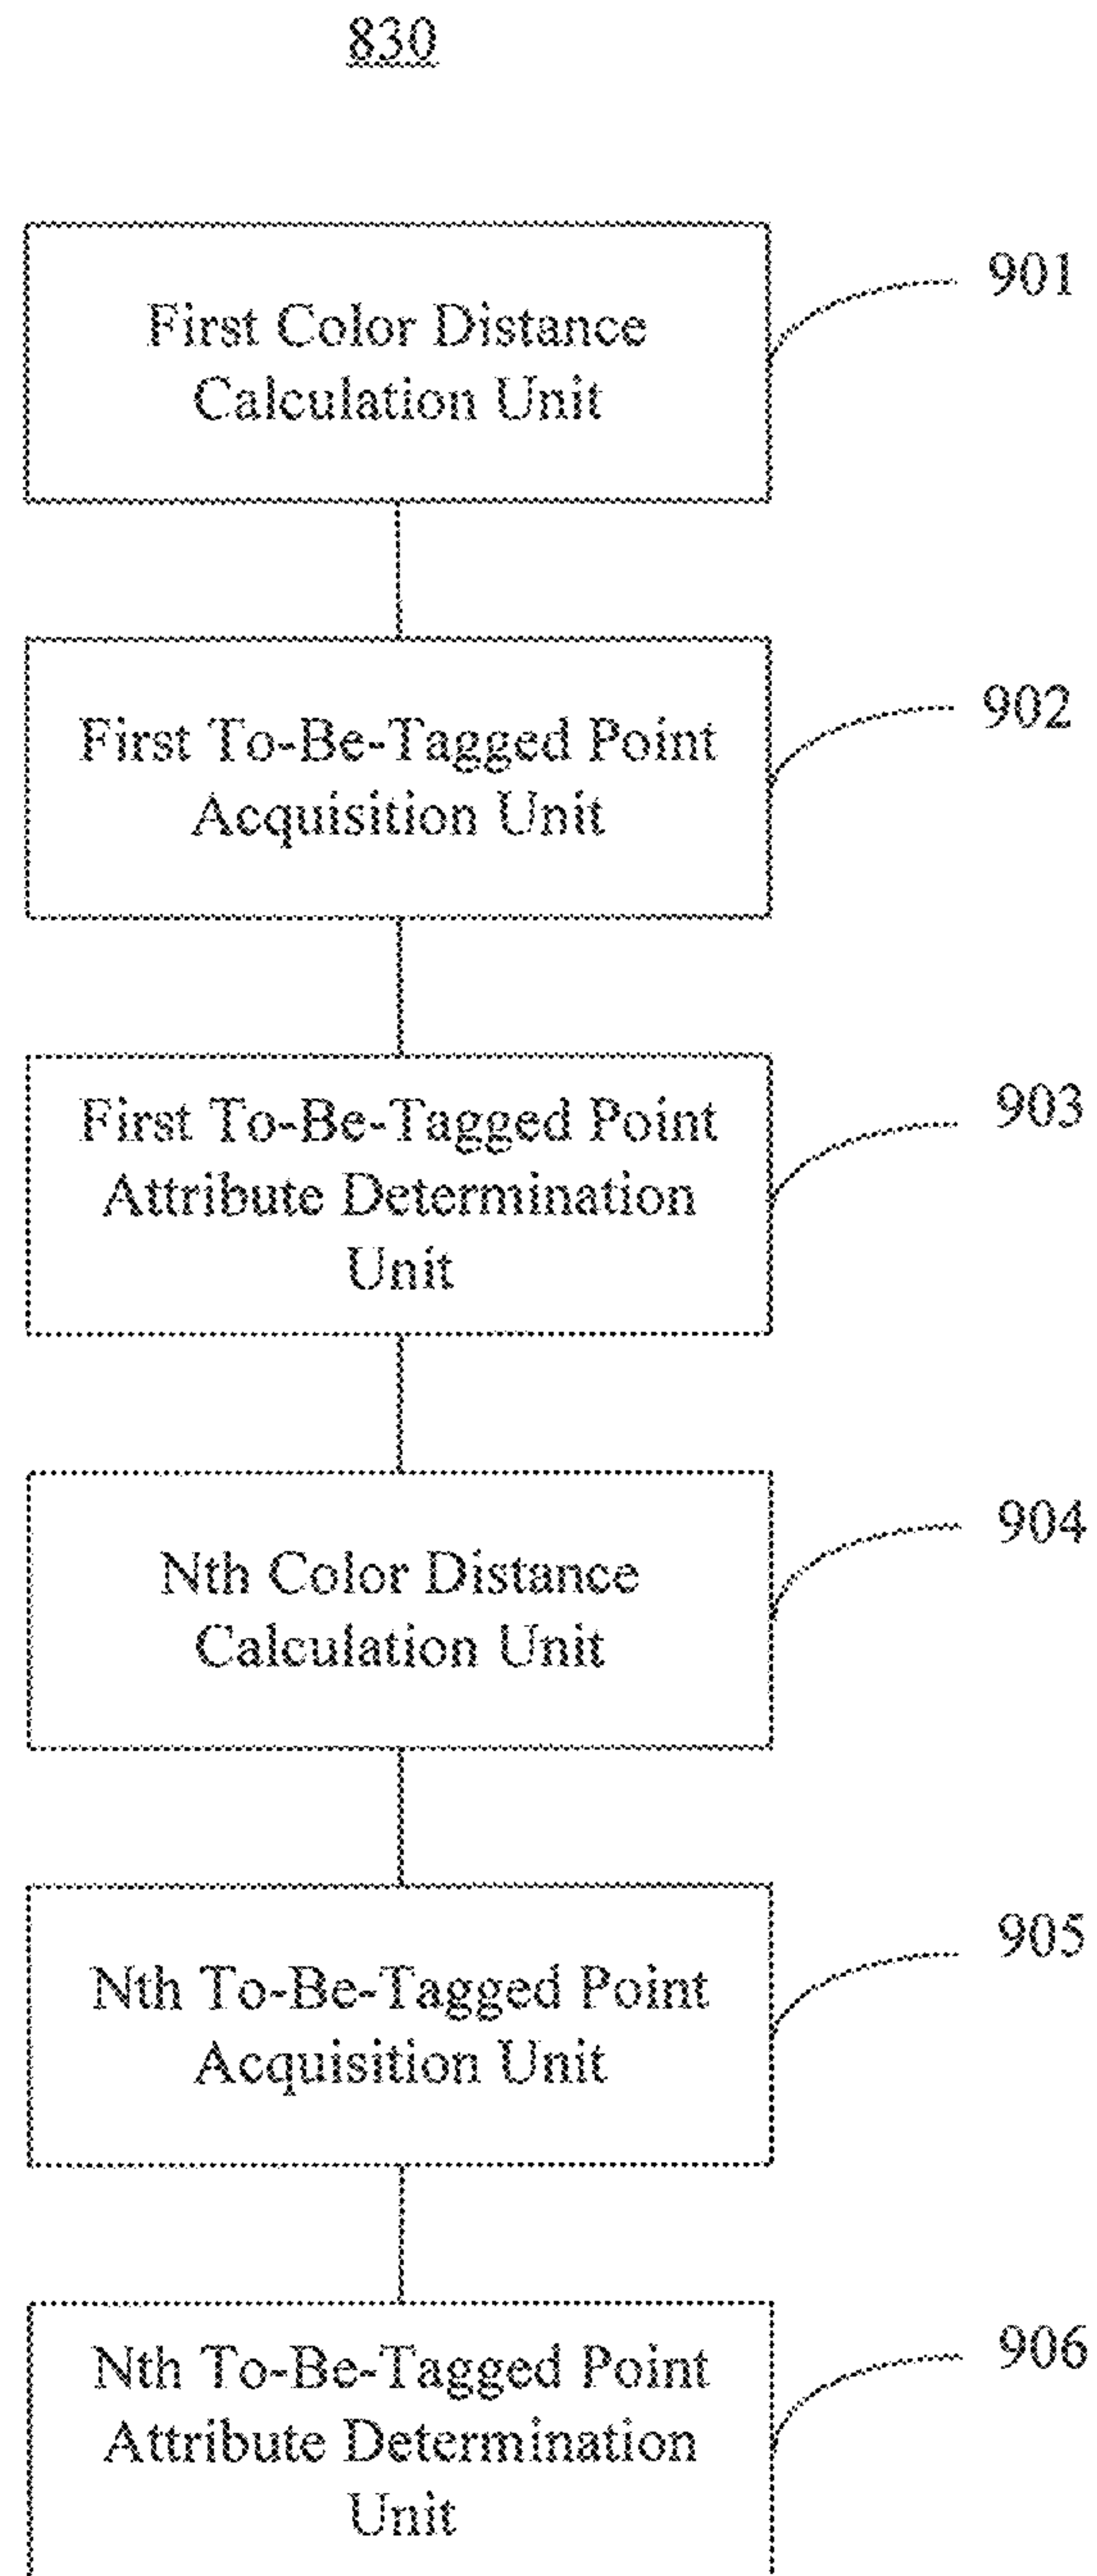 830
First Color Distance
Calculation Unit
901
First To-Be-Tagged Point
Acquisition Unit
902
First To-Be-Tagged Point
Attribute Determination
Unit
903
Nth Color Distance
Calculation Unit
904
Nth To-Be-Tagged Point
Acquisition Unit
905
Nth To-Be-Tagged Point
Attribute Determination
Unit
906